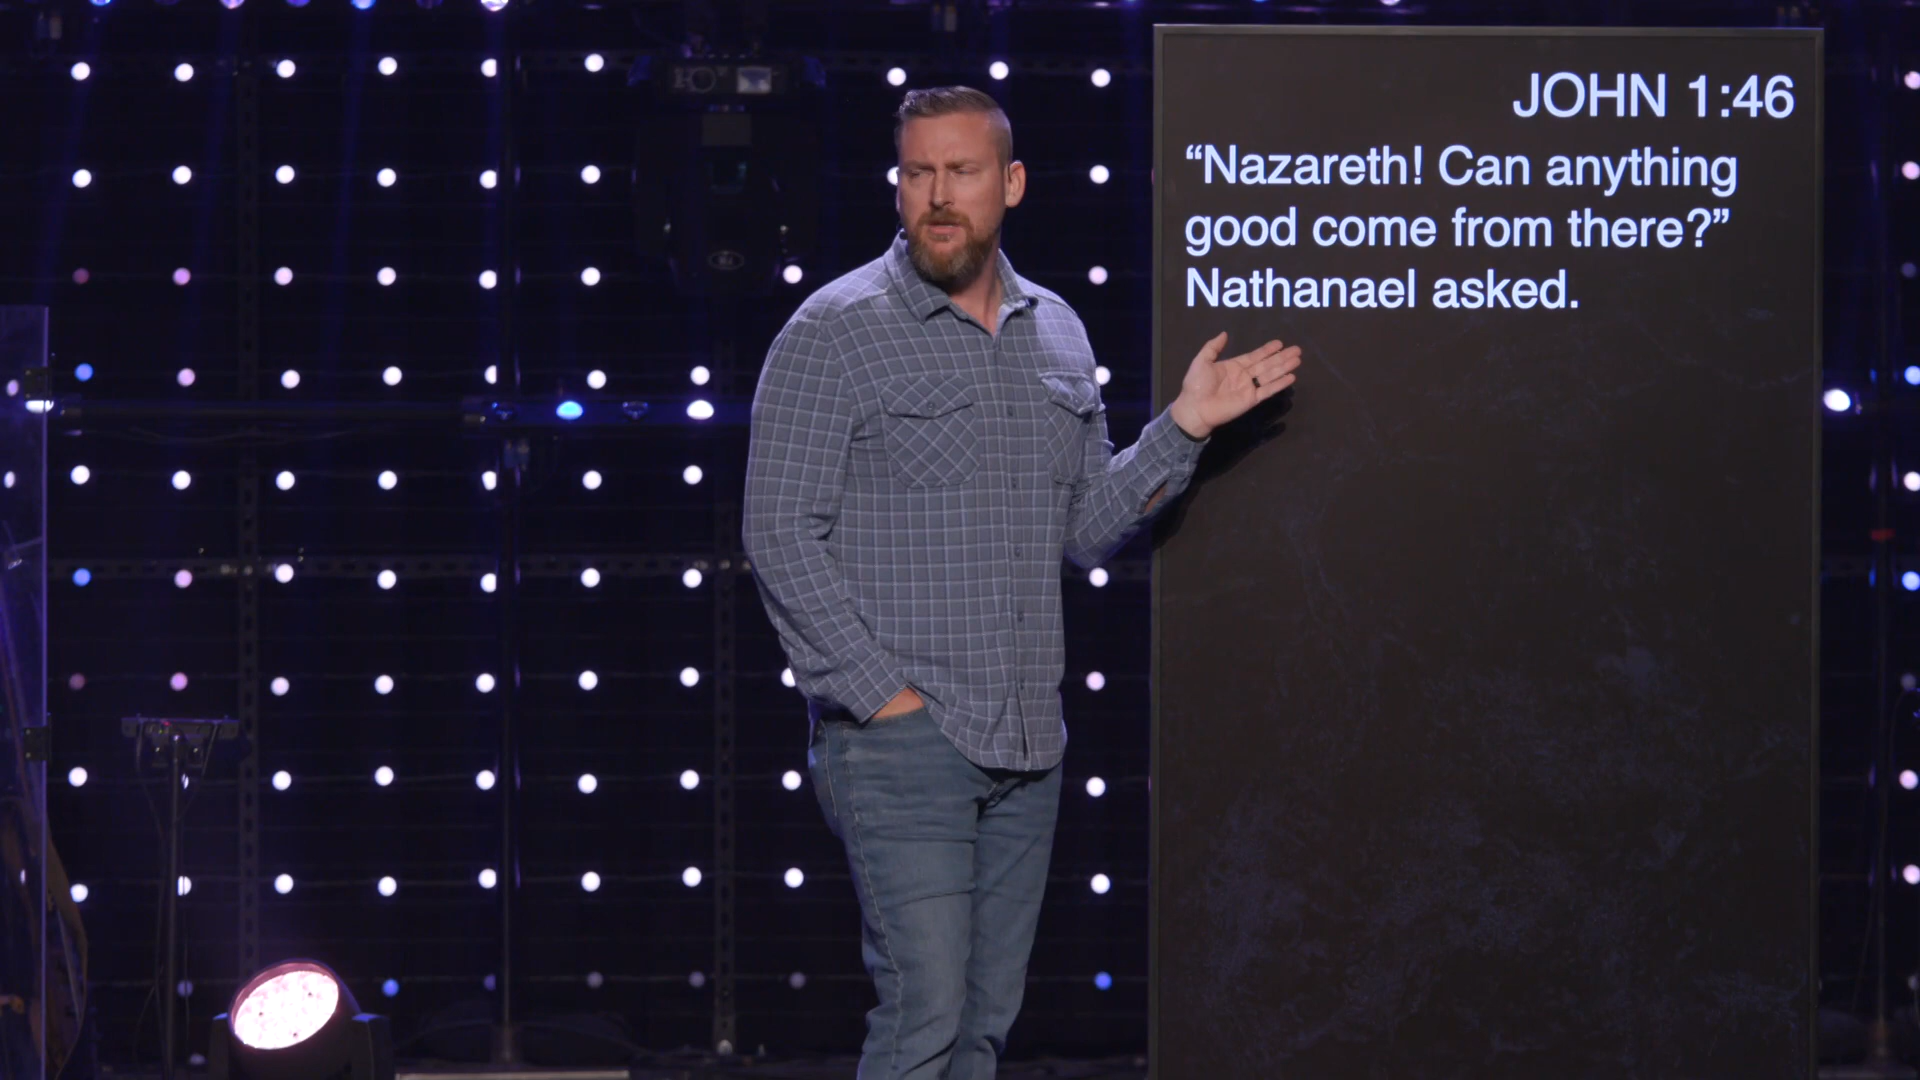 JOHN 1:46
“Nazareth! Can anything
good come from there?”
Nathanael asked.